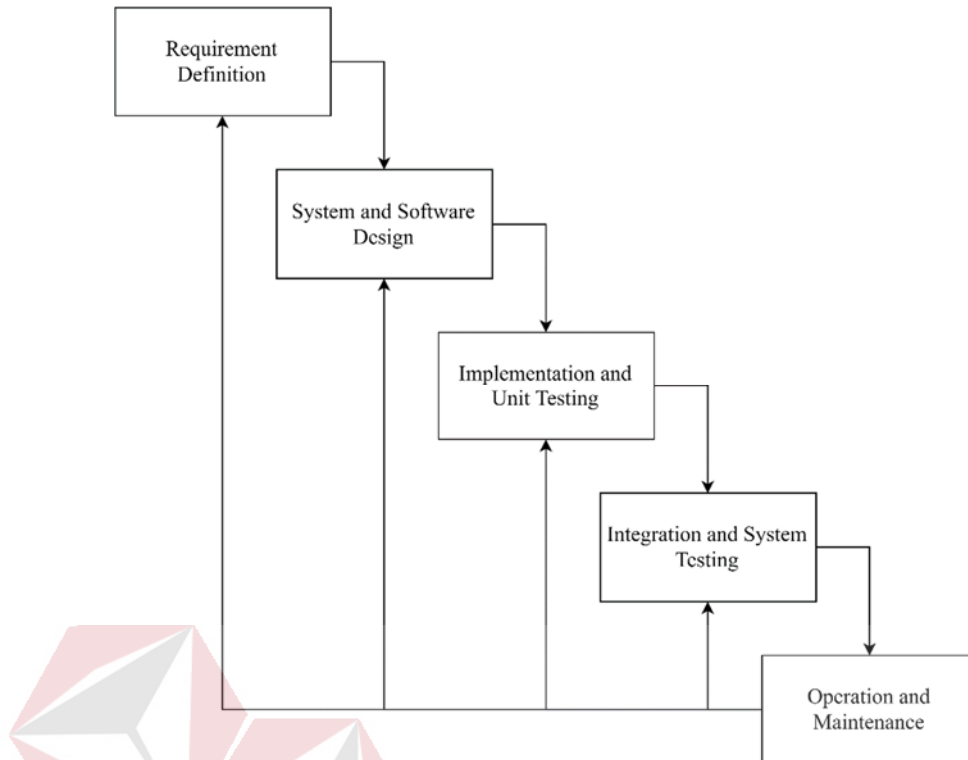 Requirement
Definition
System and Software
Design
Implementation and
Unit Testing
Integration and System
Testing
Operation and
Maintenance